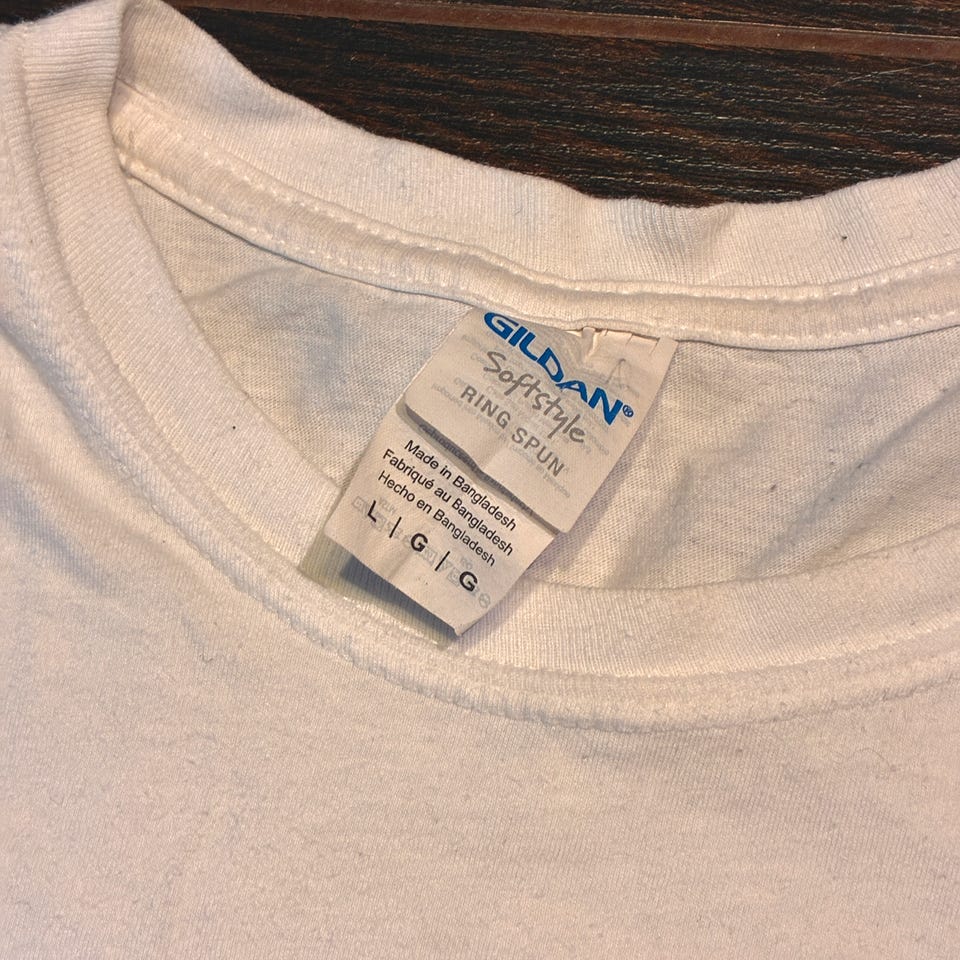 GILDAN®
Softstyle
RING SPUN
Made in Bangladesh
Fabriqué au Bangladesh
Hecho en Bangladesh
L / G / G